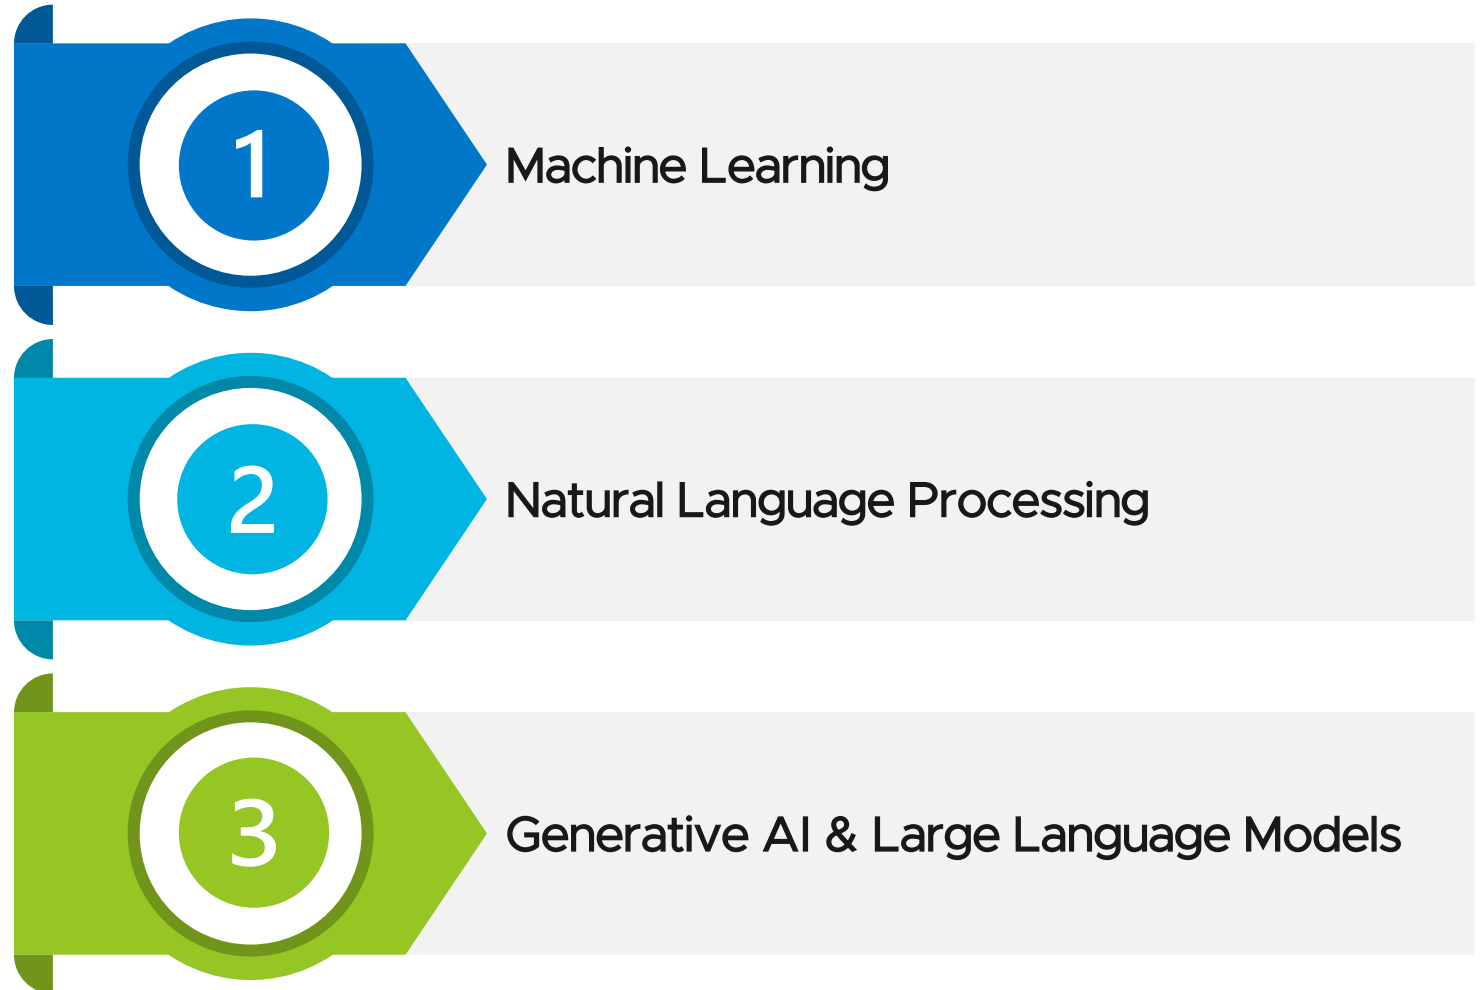 1
Machine Learning
2
Natural Language Processing
3
Generative AI & Large Language Models